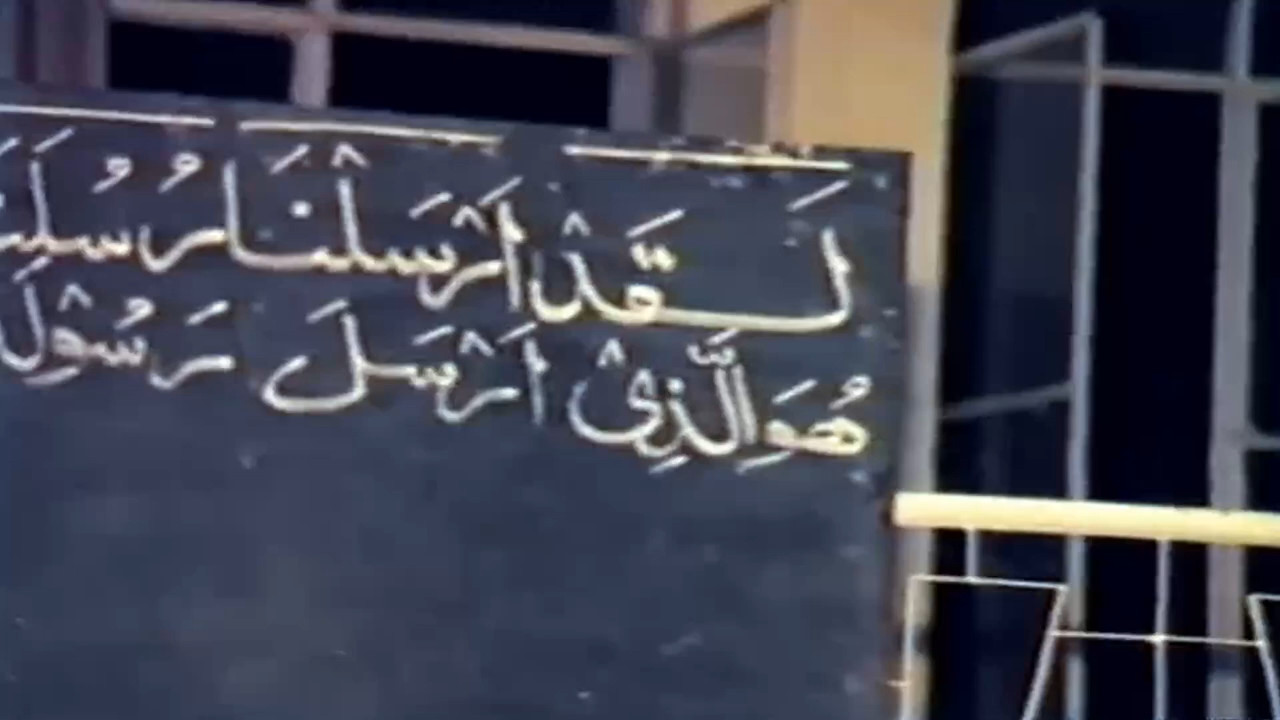 لَقَدْ اَرْسَلْنَا رُسُلَنَا
هُوَ الَّذِیْ اَرْسَلَ رَسُوْلَ